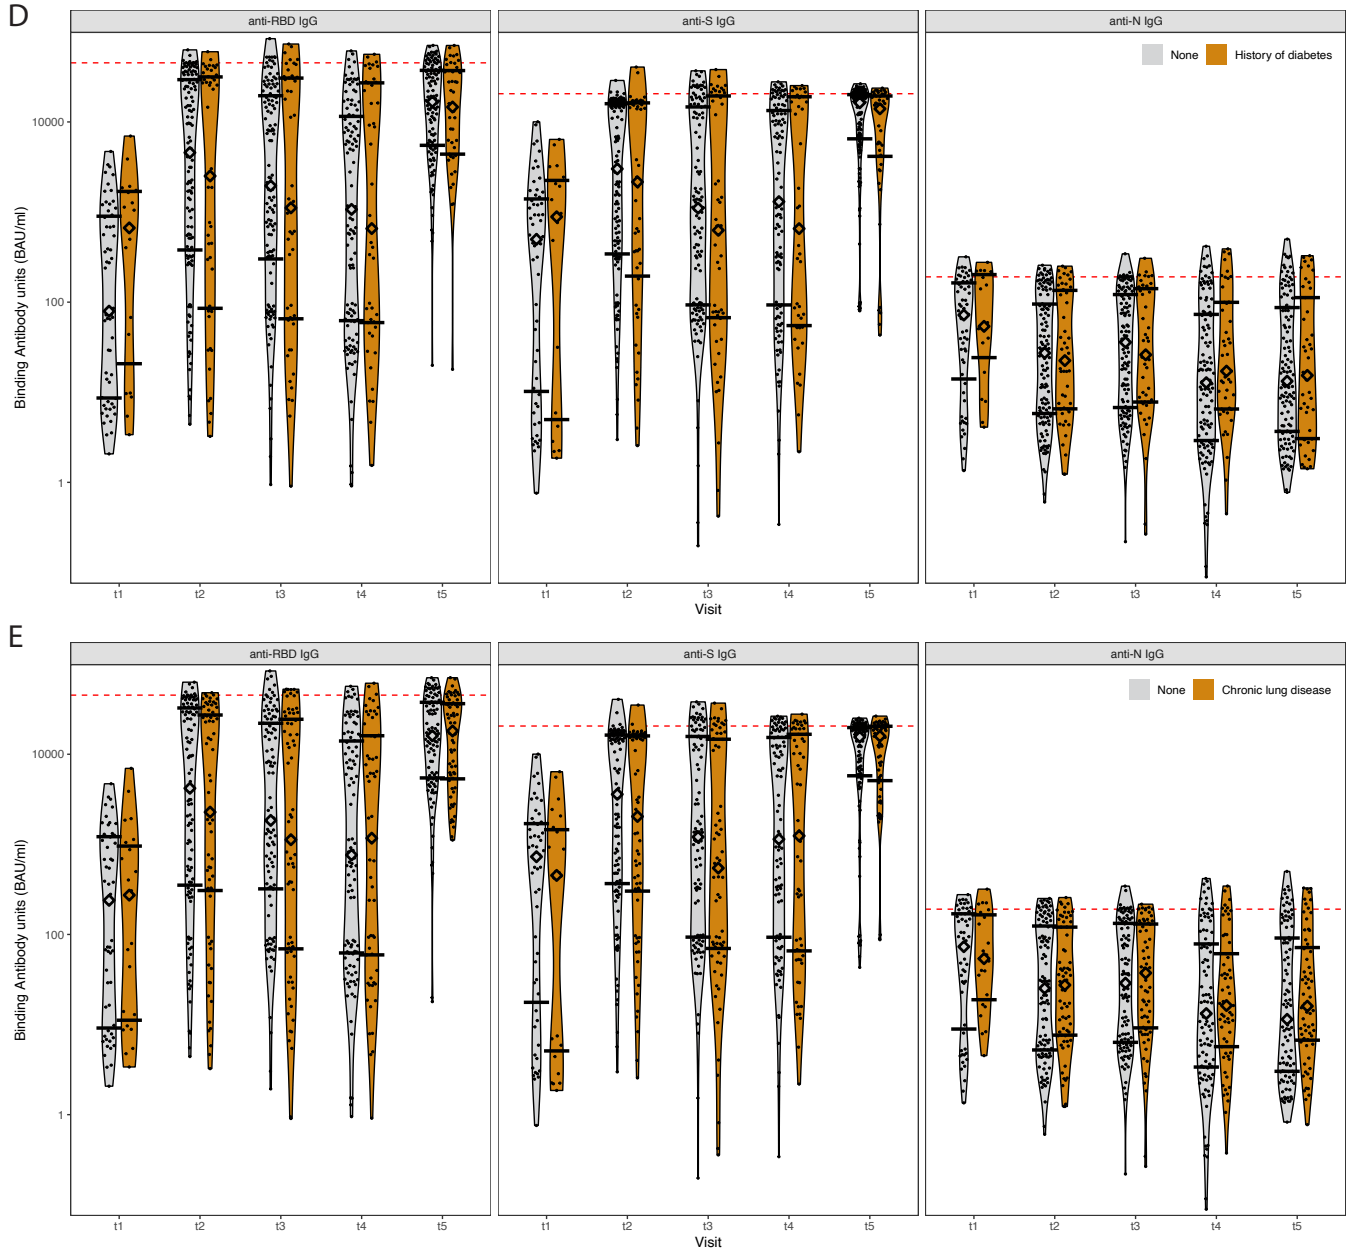 D
anti-RBD IgG
anti-S IgG
anti-N IgG
None
History of diabetes
Binding Antibody units (BAU/ml)
10000
100
1
t1 t2 t3 t4 t5
t1 t2 t3 t4 t5
t1 t2 t3 t4 t5
Visit
E
anti-RBD IgG
anti-S IgG
anti-N IgG
None
Chronic lung disease
Binding Antibody units (BAU/ml)
10000
100
1
t1 t2 t3 t4 t5
t1 t2 t3 t4 t5
t1 t2 t3 t4 t5
Visit